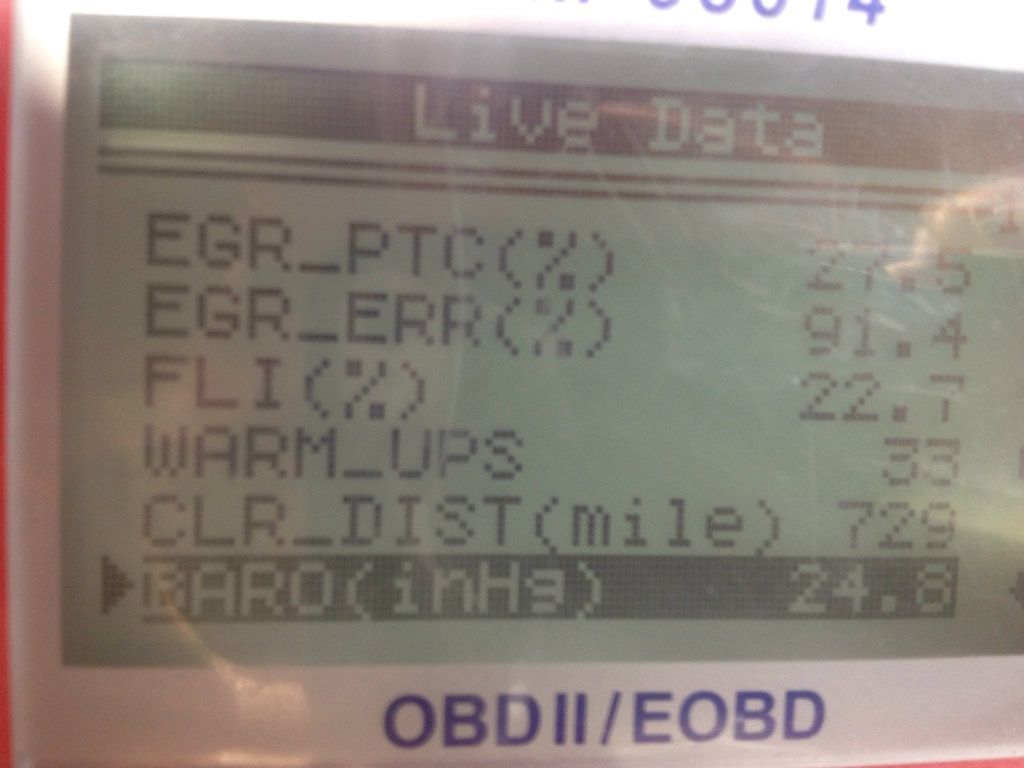 Live Data
EGR_PTC(%) 27.5
EGR_ERR(%) 91.4
FLI(%) 22.7
WARM_UPS 33
CLR_DIST(mile) 729
BARO(inHg) 24.8
OBDII/EOBD